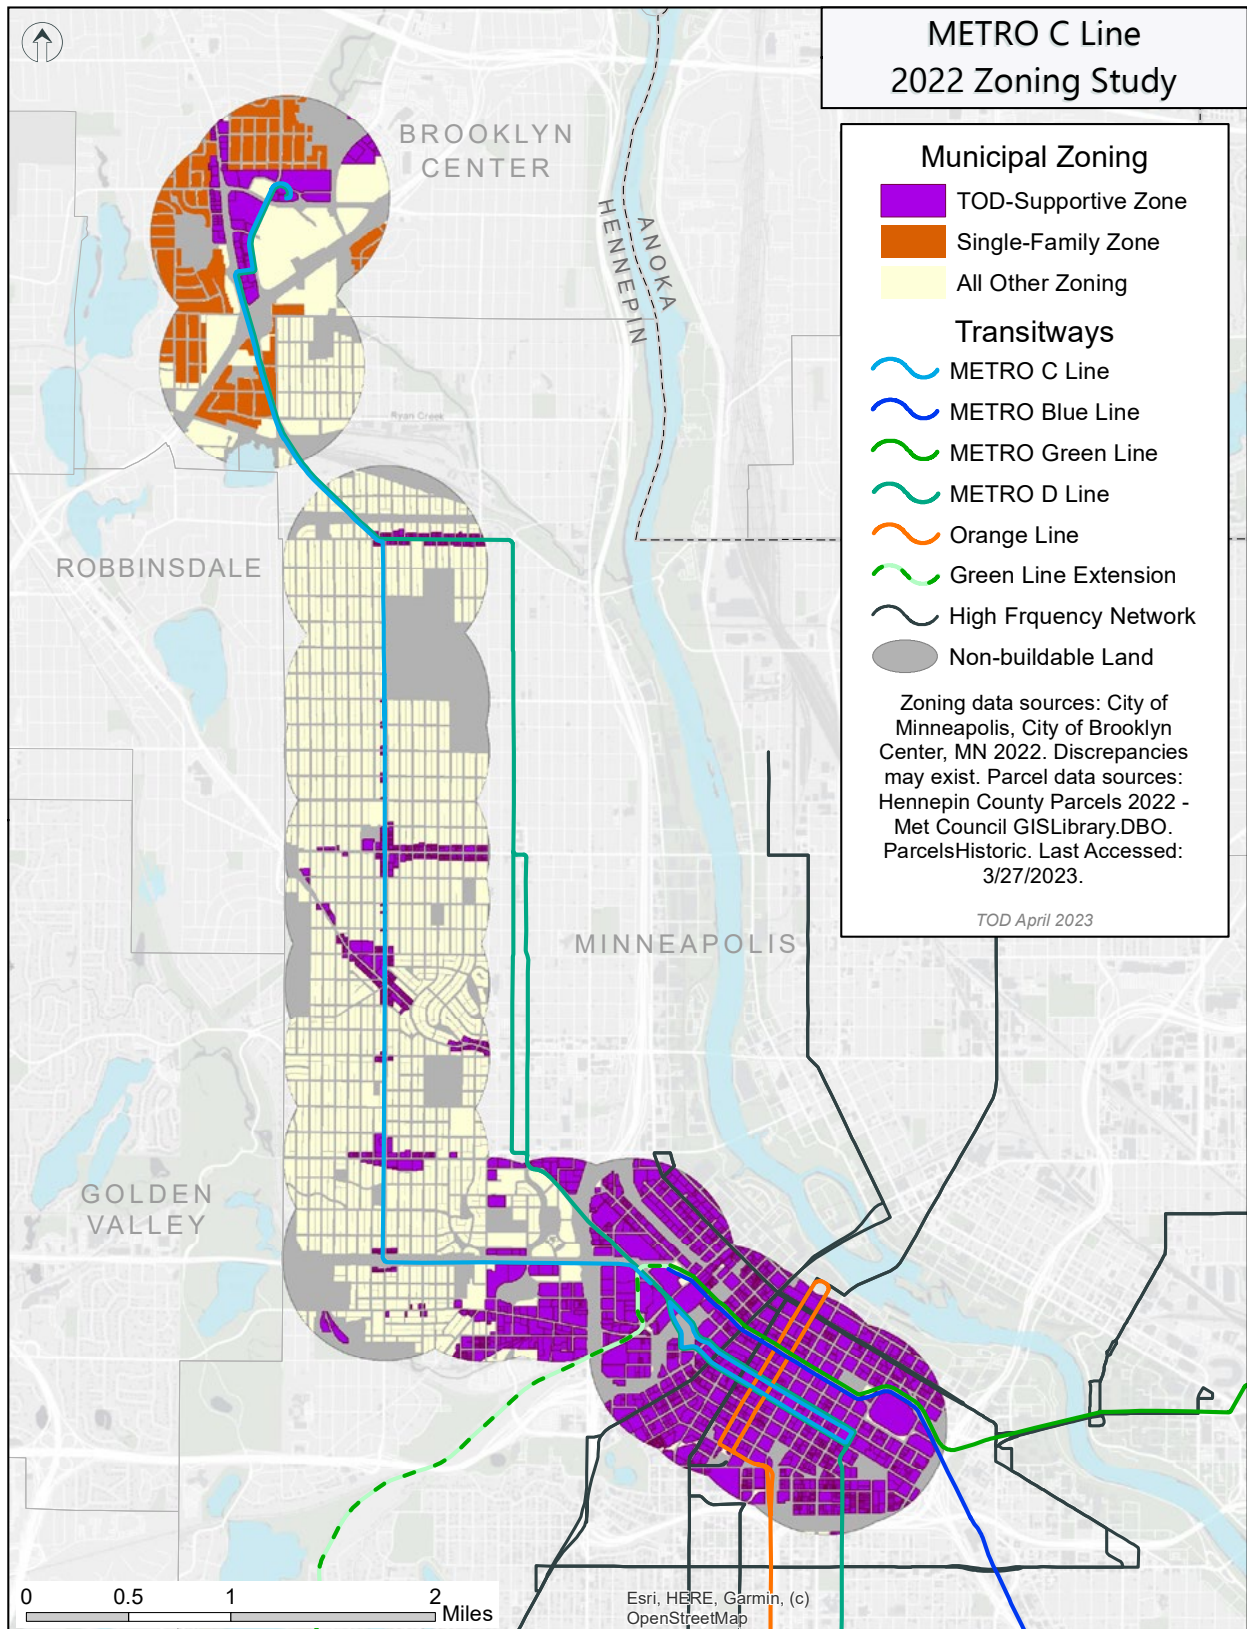 METRO C Line
2022 Zoning Study
Municipal Zoning
TOD-Supportive Zone
Single-Family Zone
All Other Zoning
Transitways
METRO C Line
METRO Blue Line
METRO Green Line
METRO D Line
Orange Line
Green Line Extension
High Frquency Network
Non-buildable Land
Zoning data sources: City of
Minneapolis, City of Brooklyn
Center, MN 2022. Discrepancies
may exist. Parcel data sources:
Hennepin County Parcels 2022 -
Met Council GISLibrary.DBO.
ParcelsHistoric. Last Accessed:
3/27/2023.
TOD April 2023
BROOKLYN
CENTER
HENNEPIN
ANOKA
Ryan Creek
ROBBINSDALE
MINNEAPOLIS
GOLDEN
VALLEY
0 0.5 1 2
Miles
Esri, HERE, Garmin, (c)
OpenStreetMap